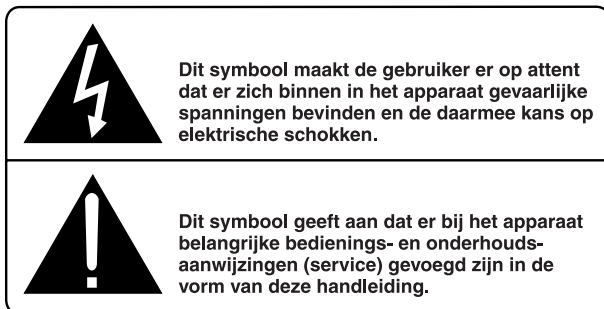 Dit symbool maakt de gebruiker er op attent
dat er zich binnen in het apparaat gevaarlijke
spanningen bevinden en de daarmee kans op
elektrische schokken.
Dit symbool geeft aan dat er bij het apparaat
belangrijke bedienings- en onderhouds-
aanwijzingen (service) gevoegd zijn in de
vorm van deze handleiding.